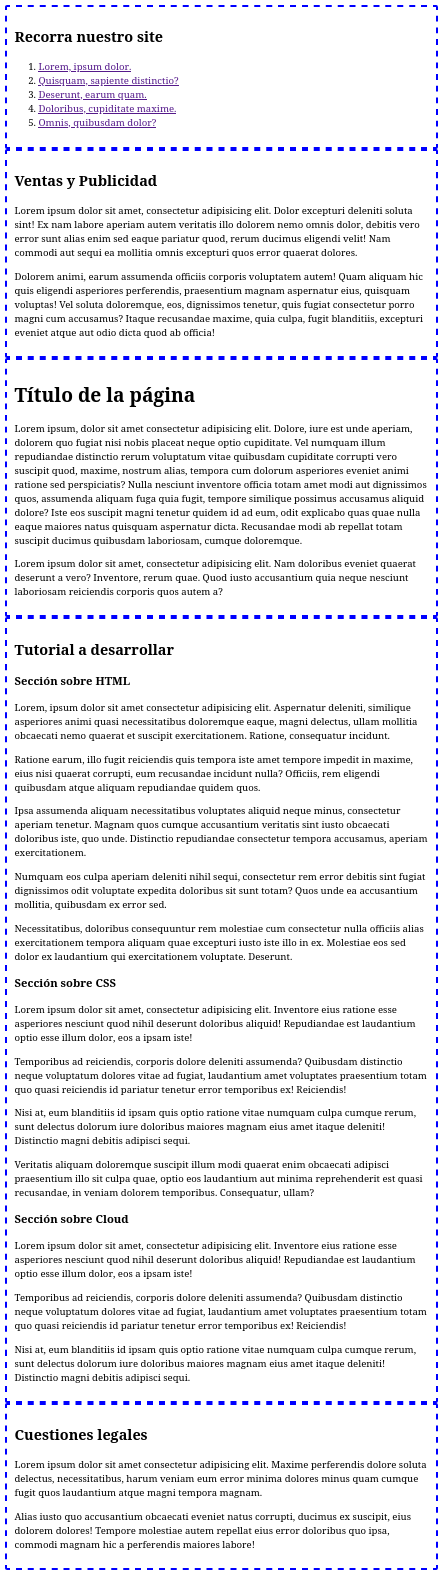 Recorra nuestro site
1. Lorem, ipsum dolor.
2. Quisquam, sapiente distinctio?
3. Deserunt, earum quam.
4. Doloribus, cupiditate maxime.
5. Omnis, quibusdam dolor?
Ventas y Publicidad
Lorem ipsum dolor sit amet, consectetur adipisicing elit. Dolor excepturi deleniti soluta
sint! Ex nam labore aperiam autem veritatis illo dolorem nemo omnis dolor, debitis vero
error sunt alias enim sed eaque pariatur quod, rerum ducimus eligendi velit! Nam
commodi aut sequi ea mollitia omnis excepturi quos error quaerat dolores.
Dolorem animi, earum assumenda officiis corporis voluptatem autem! Quam aliquam hic
quis eligendi asperiores perferendis, praesentium magnam aspernatur eius, quisquam
voluptas! Vel soluta doloremque, eos, dignissimos tenetur, quis fugiat consectetur porro
magni cum accusamus? Itaque recusandae maxime, quia culpa, fugit blanditiis, excepturi
eveniet atque aut odio dicta quod ab officia!
Título de la página
Lorem ipsum, dolor sit amet consectetur adipisicing elit. Dolore, iure est unde aperiam,
dolorem quo fugiat nisi nobis placeat neque optio cupiditate. Vel numquam illum
repudiandae distinctio rerum voluptatum vitae quibusdam cupiditate corrupti vero
suscipit quod, maxime, nostrum alias, tempora cum dolorum asperiores eveniet animi
ratione sed perspiciatis? Nulla nesciunt inventore officia totam amet modi aut dignissimos
quos, assumenda aliquam fuga quia fugit, tempore similique possimus accusamus aliquid
dolore? Iste eos suscipit magni tenetur quidem id ad eum, odit explicabo quas quae nulla
eaque maiores natus quisquam aspernatur dicta. Recusandae modi ab repellat totam
suscipit ducimus quibusdam laboriosam, cumque doloremque.
Lorem ipsum dolor sit amet, consectetur adipisicing elit. Nam doloribus eveniet quaerat
deserunt a vero? Inventore, rerum quae. Quod iusto accusantium quia neque nesciunt
laboriosam reiciendis corporis quos autem a?
Tutorial a desarrollar
Sección sobre HTML
Lorem, ipsum dolor sit amet consectetur adipisicing elit. Aspernatur deleniti, similique
asperiores animi quasi necessitatibus doloremque eaque, magni delectus, ullam mollitia
obcaecati nemo quaerat et suscipit exercitationem. Ratione, consequatur incidunt.
Ratione earum, illo fugit reiciendis quis tempora iste amet tempore impedit in maxime,
eius nisi quaerat corrupti, eum recusandae incidunt nulla? Officiis, rem eligendi
quibusdam atque aliquam repudiandae quidem quos.
Ipsa assumenda aliquam necessitatibus voluptates aliquid neque minus, consectetur
aperiam tenetur. Magnam quos cumque accusantium veritatis sint iusto obcaecati
doloribus iste, quo unde. Distinctio repudiandae consectetur tempora accusamus, aperiam
exercitationem.
Numquam eos culpa aperiam deleniti nihil sequi, consectetur rem error debitis sint fugiat
dignissimos odit voluptate expedita doloribus sit sunt totam? Quos unde ea accusantium
mollitia, quibusdam ex error sed.
Necessitatibus, doloribus consequuntur rem molestiae cum consectetur nulla officiis alias
exercitationem tempora aliquam quae excepturi iusto iste illo in ex. Molestiae eos sed
dolor ex laudantium qui exercitationem voluptate. Deserunt.
Sección sobre CSS
Lorem ipsum dolor sit amet, consectetur adipisicing elit. Inventore eius ratione esse
asperiores nesciunt quod nihil deserunt doloribus aliquid! Repudiandae est laudantium
optio esse illum dolor, eos a ipsam iste!
Temporibus ad reiciendis, corporis dolore deleniti assumenda? Quibusdam distinctio
neque voluptatum dolores vitae ad fugiat, laudantium amet voluptates praesentium totam
quo quasi reiciendis id pariatur tenetur error temporibus ex! Reiciendis!
Nisi at, eum blanditiis id ipsam quis optio ratione vitae numquam culpa cumque rerum,
sunt delectus dolorum iure doloribus maiores magnam eius amet itaque deleniti!
Distinctio magni debitis adipisci sequi.
Veritatis aliquam doloremque suscipit illum modi quaerat enim obcaecati adipisci
praesentium illo sit culpa quae, optio eos laudantium aut minima reprehenderit est quasi
recusandae, in veniam dolorem temporibus. Consequatur, ullam?
Sección sobre Cloud
Lorem ipsum dolor sit amet, consectetur adipisicing elit. Inventore eius ratione esse
asperiores nesciunt quod nihil deserunt doloribus aliquid! Repudiandae est laudantium
optio esse illum dolor, eos a ipsam iste!
Temporibus ad reiciendis, corporis dolore deleniti assumenda? Quibusdam distinctio
neque voluptatum dolores vitae ad fugiat, laudantium amet voluptates praesentium totam
quo quasi reiciendis id pariatur tenetur error temporibus ex! Reiciendis!
Nisi at, eum blanditiis id ipsam quis optio ratione vitae numquam culpa cumque rerum,
sunt delectus dolorum iure doloribus maiores magnam eius amet itaque deleniti!
Distinctio magni debitis adipisci sequi.
Cuestiones legales
Lorem ipsum dolor sit amet consectetur adipisicing elit. Maxime perferendis dolore soluta
delectus, necessitatibus, harum veniam eum error minima dolores minus quam cumque
fugit quos laudantium atque magni tempora magnam.
Alias iusto quo accusantium obcaecati eveniet natus corrupti, ducimus ex suscipit, eius
dolorem dolores! Tempore molestiae autem repellat eius error doloribus quo ipsa,
commodi magnam hic a perferendis maiores labore!